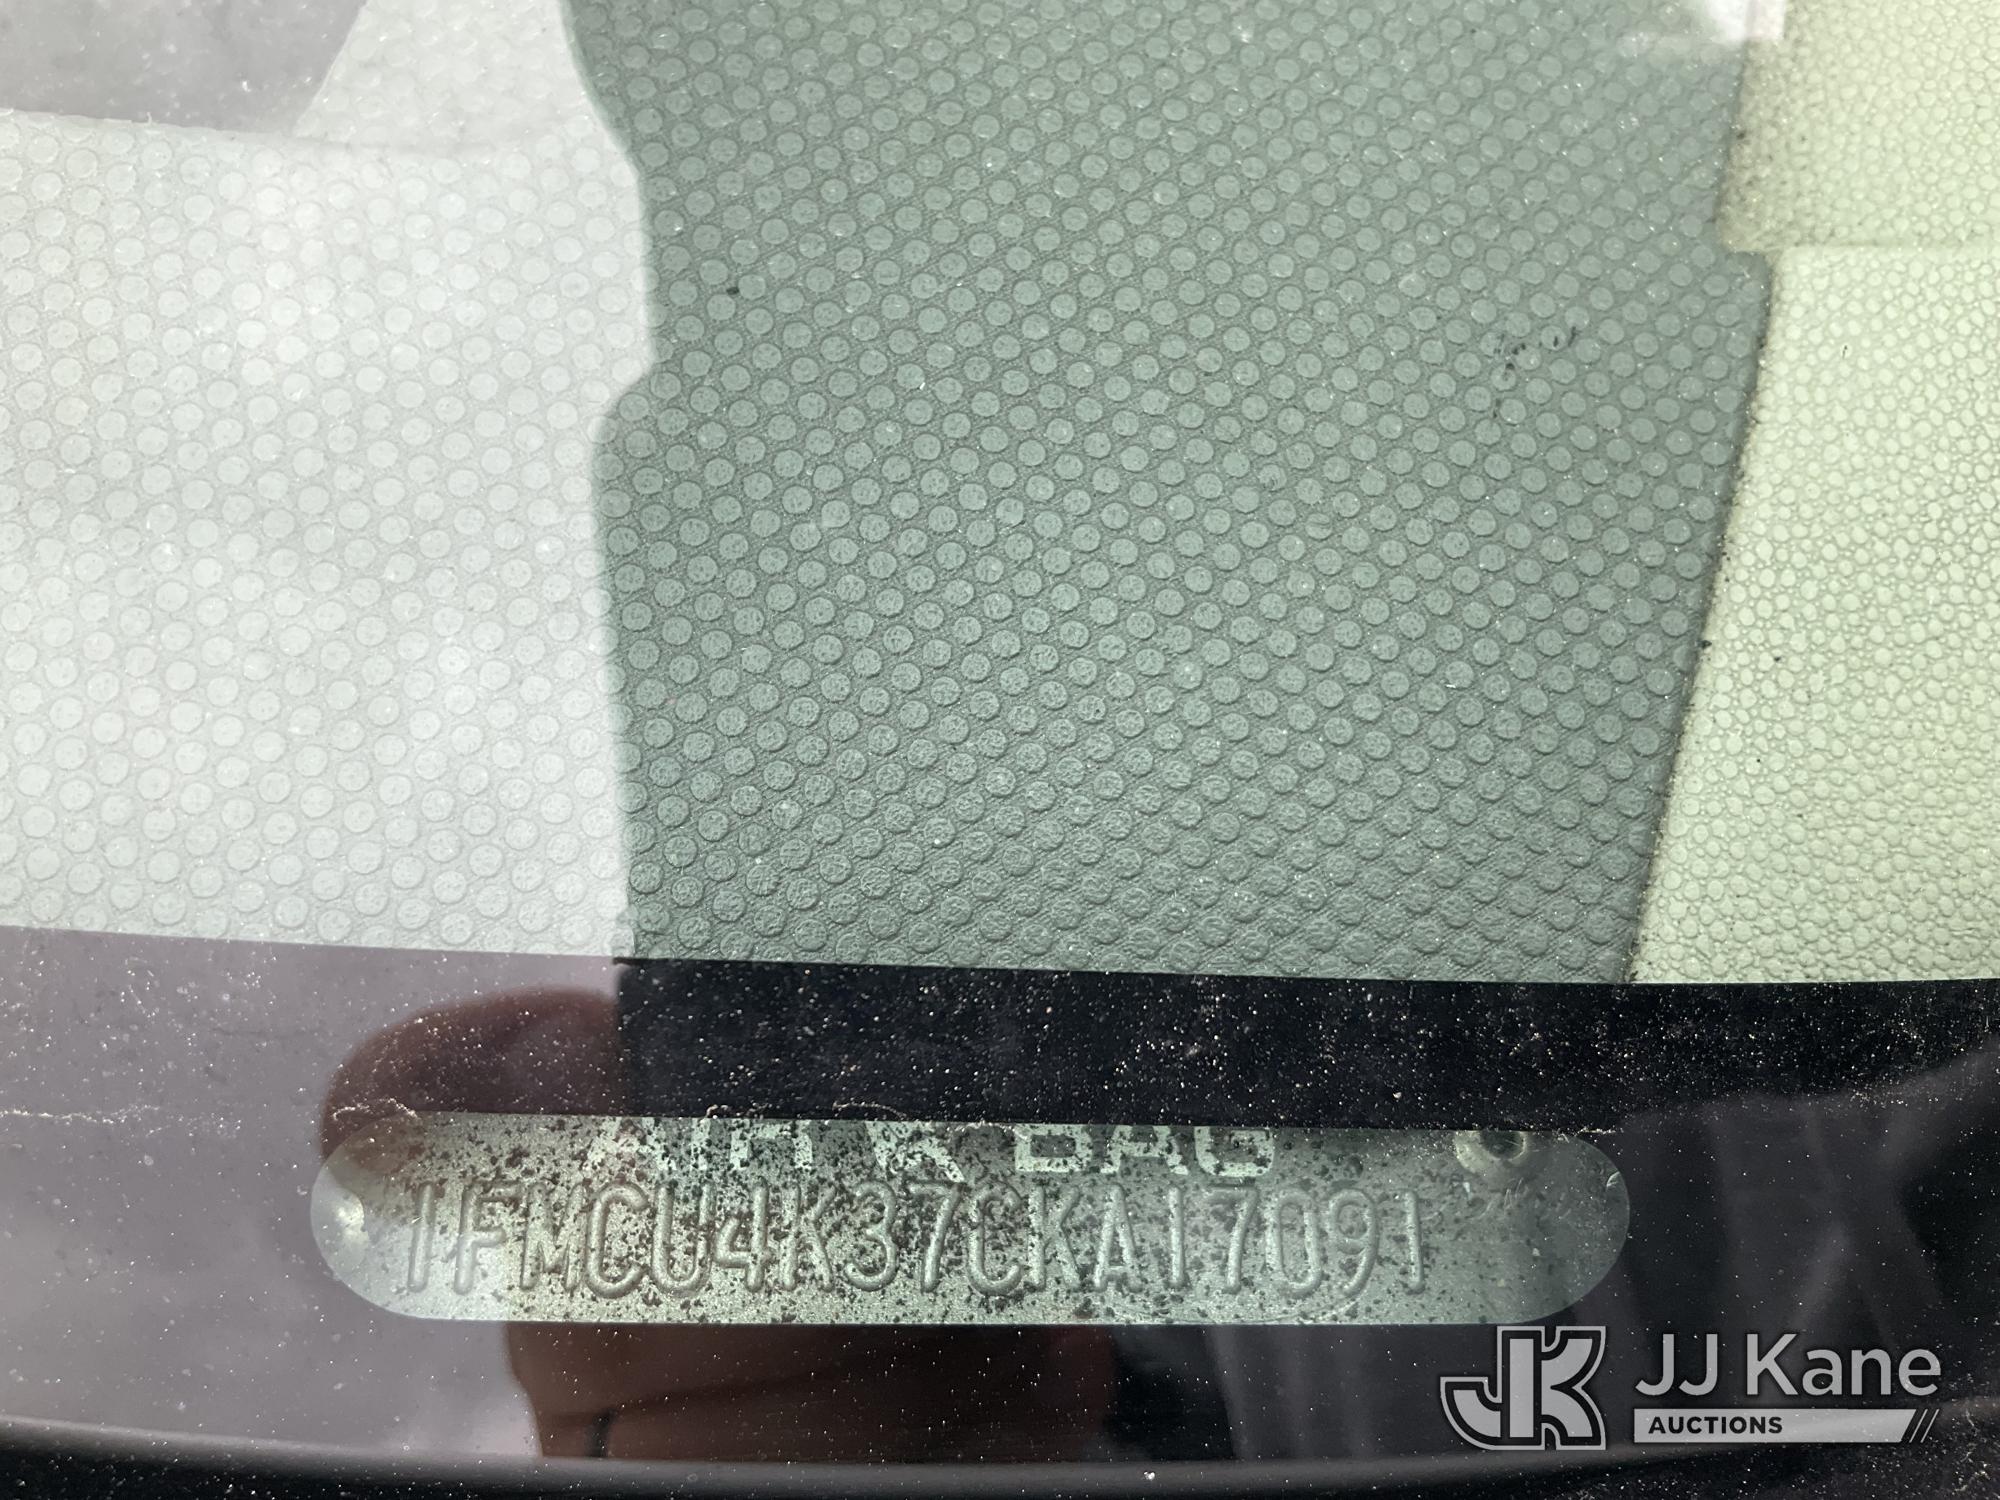 AIR BAG
1FMCU4K37CKA17091
JJ Kane
AUCTIONS